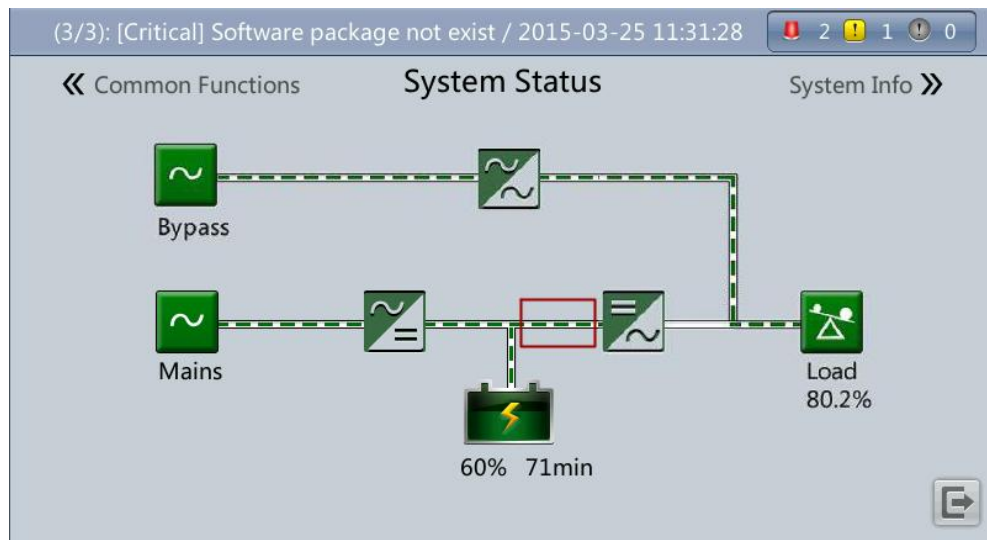 (3/3): [Critical] Software package not exist / 2015-03-25 11:31:28 2 1 0
Common Functions System Status System Info
Bypass
Mains
Load
80.2%
60% 71min